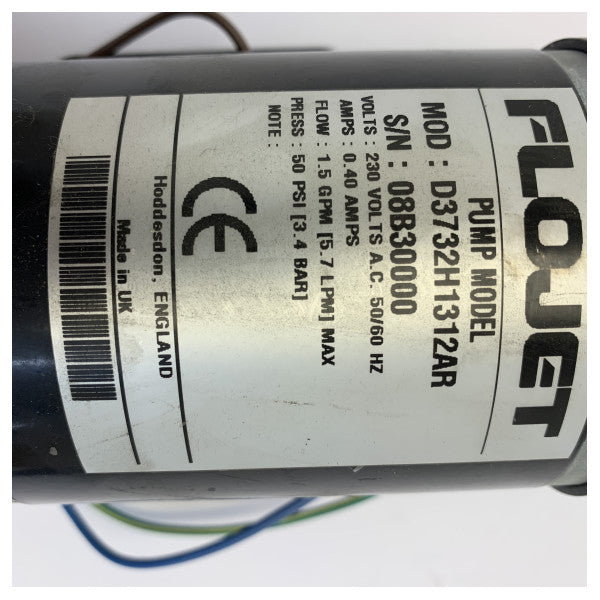 FLOJET
PUMP MODEL
MOD : D3732H1312AR
S/N : 08B30000
VOLTS : 230 VOLTS A.C. 50/60 HZ
AMPS : 0.40 AMPS
FLOW : 1.5 GPM [5.7 LPM] MAX
PRESS : 50 PSI [3.4 BAR]
NOTE :
CE
Hoddesdon, ENGLAND
Made in UK